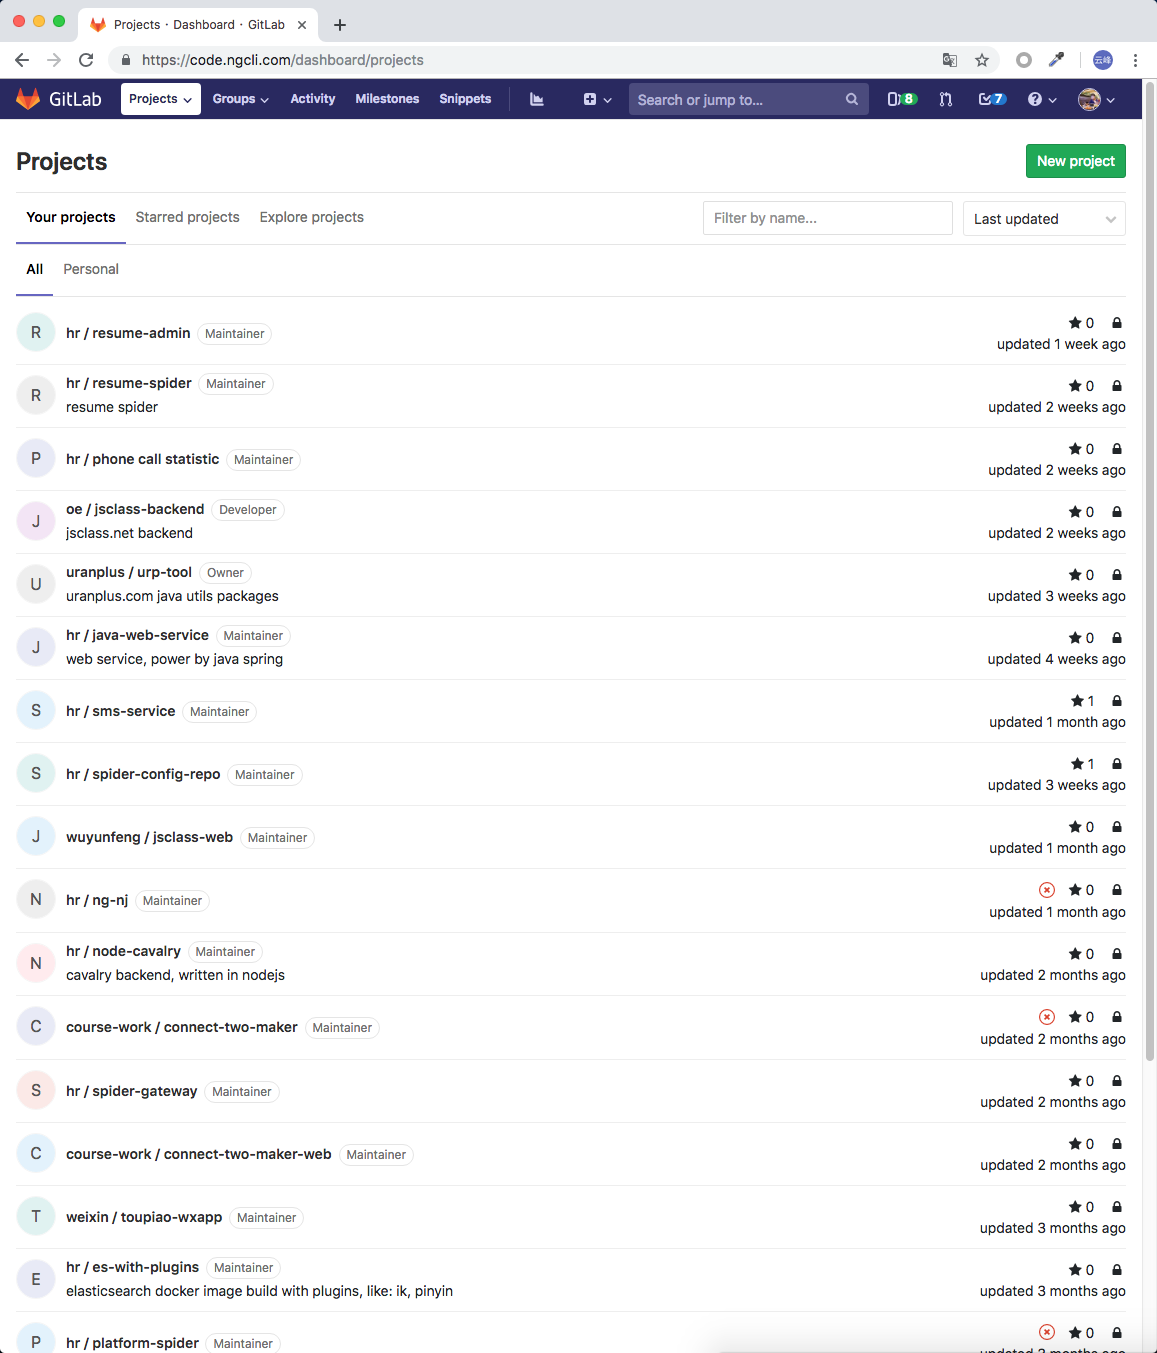 Projects · Dashboard · GitLab
https://code.ngcli.com/dashboard/projects
云峰
GitLab Projects Groups Activity Milestones Snippets Search or jump to... 8 7
Projects
New project
Your projects Starred projects Explore projects Filter by name... Last updated
All Personal
R hr / resume-admin Maintainer 0
updated 1 week ago
R hr / resume-spider Maintainer 0
resume spider updated 2 weeks ago
P hr / phone call statistic Maintainer 0
updated 2 weeks ago
J oe / jsclass-backend Developer 0
jsclass.net backend updated 2 weeks ago
U uranplus / urp-tool Owner 0
uranplus.com java utils packages updated 3 weeks ago
J hr / java-web-service Maintainer 0
web service, power by java spring updated 4 weeks ago
S hr / sms-service Maintainer 1
updated 1 month ago
S hr / spider-config-repo Maintainer 1
updated 3 weeks ago
J wuyunfeng / jsclass-web Maintainer 0
updated 1 month ago
N hr / ng-nj Maintainer 0
updated 1 month ago
N hr / node-cavalry Maintainer 0
cavalry backend, written in nodejs updated 2 months ago
C course-work / connect-two-maker Maintainer 0
updated 2 months ago
S hr / spider-gateway Maintainer 0
updated 2 months ago
C course-work / connect-two-maker-web Maintainer 0
updated 2 months ago
T weixin / toupiao-wxapp Maintainer 0
updated 3 months ago
E hr / es-with-plugins Maintainer 0
elasticsearch docker image build with plugins, like: ik, pinyin updated 3 months ago
P hr / platform-spider Maintainer 0